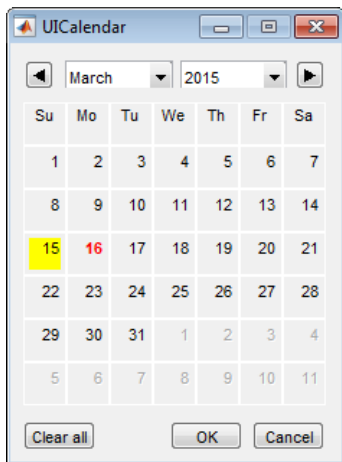 UICalendar
March 2015
Su Mo Tu We Th Fr Sa
1 2 3 4 5 6 7
8 9 10 11 12 13 14
15 16 17 18 19 20 21
22 23 24 25 26 27 28
29 30 31 1 2 3 4
5 6 7 8 9 10 11
Clear all OK Cancel